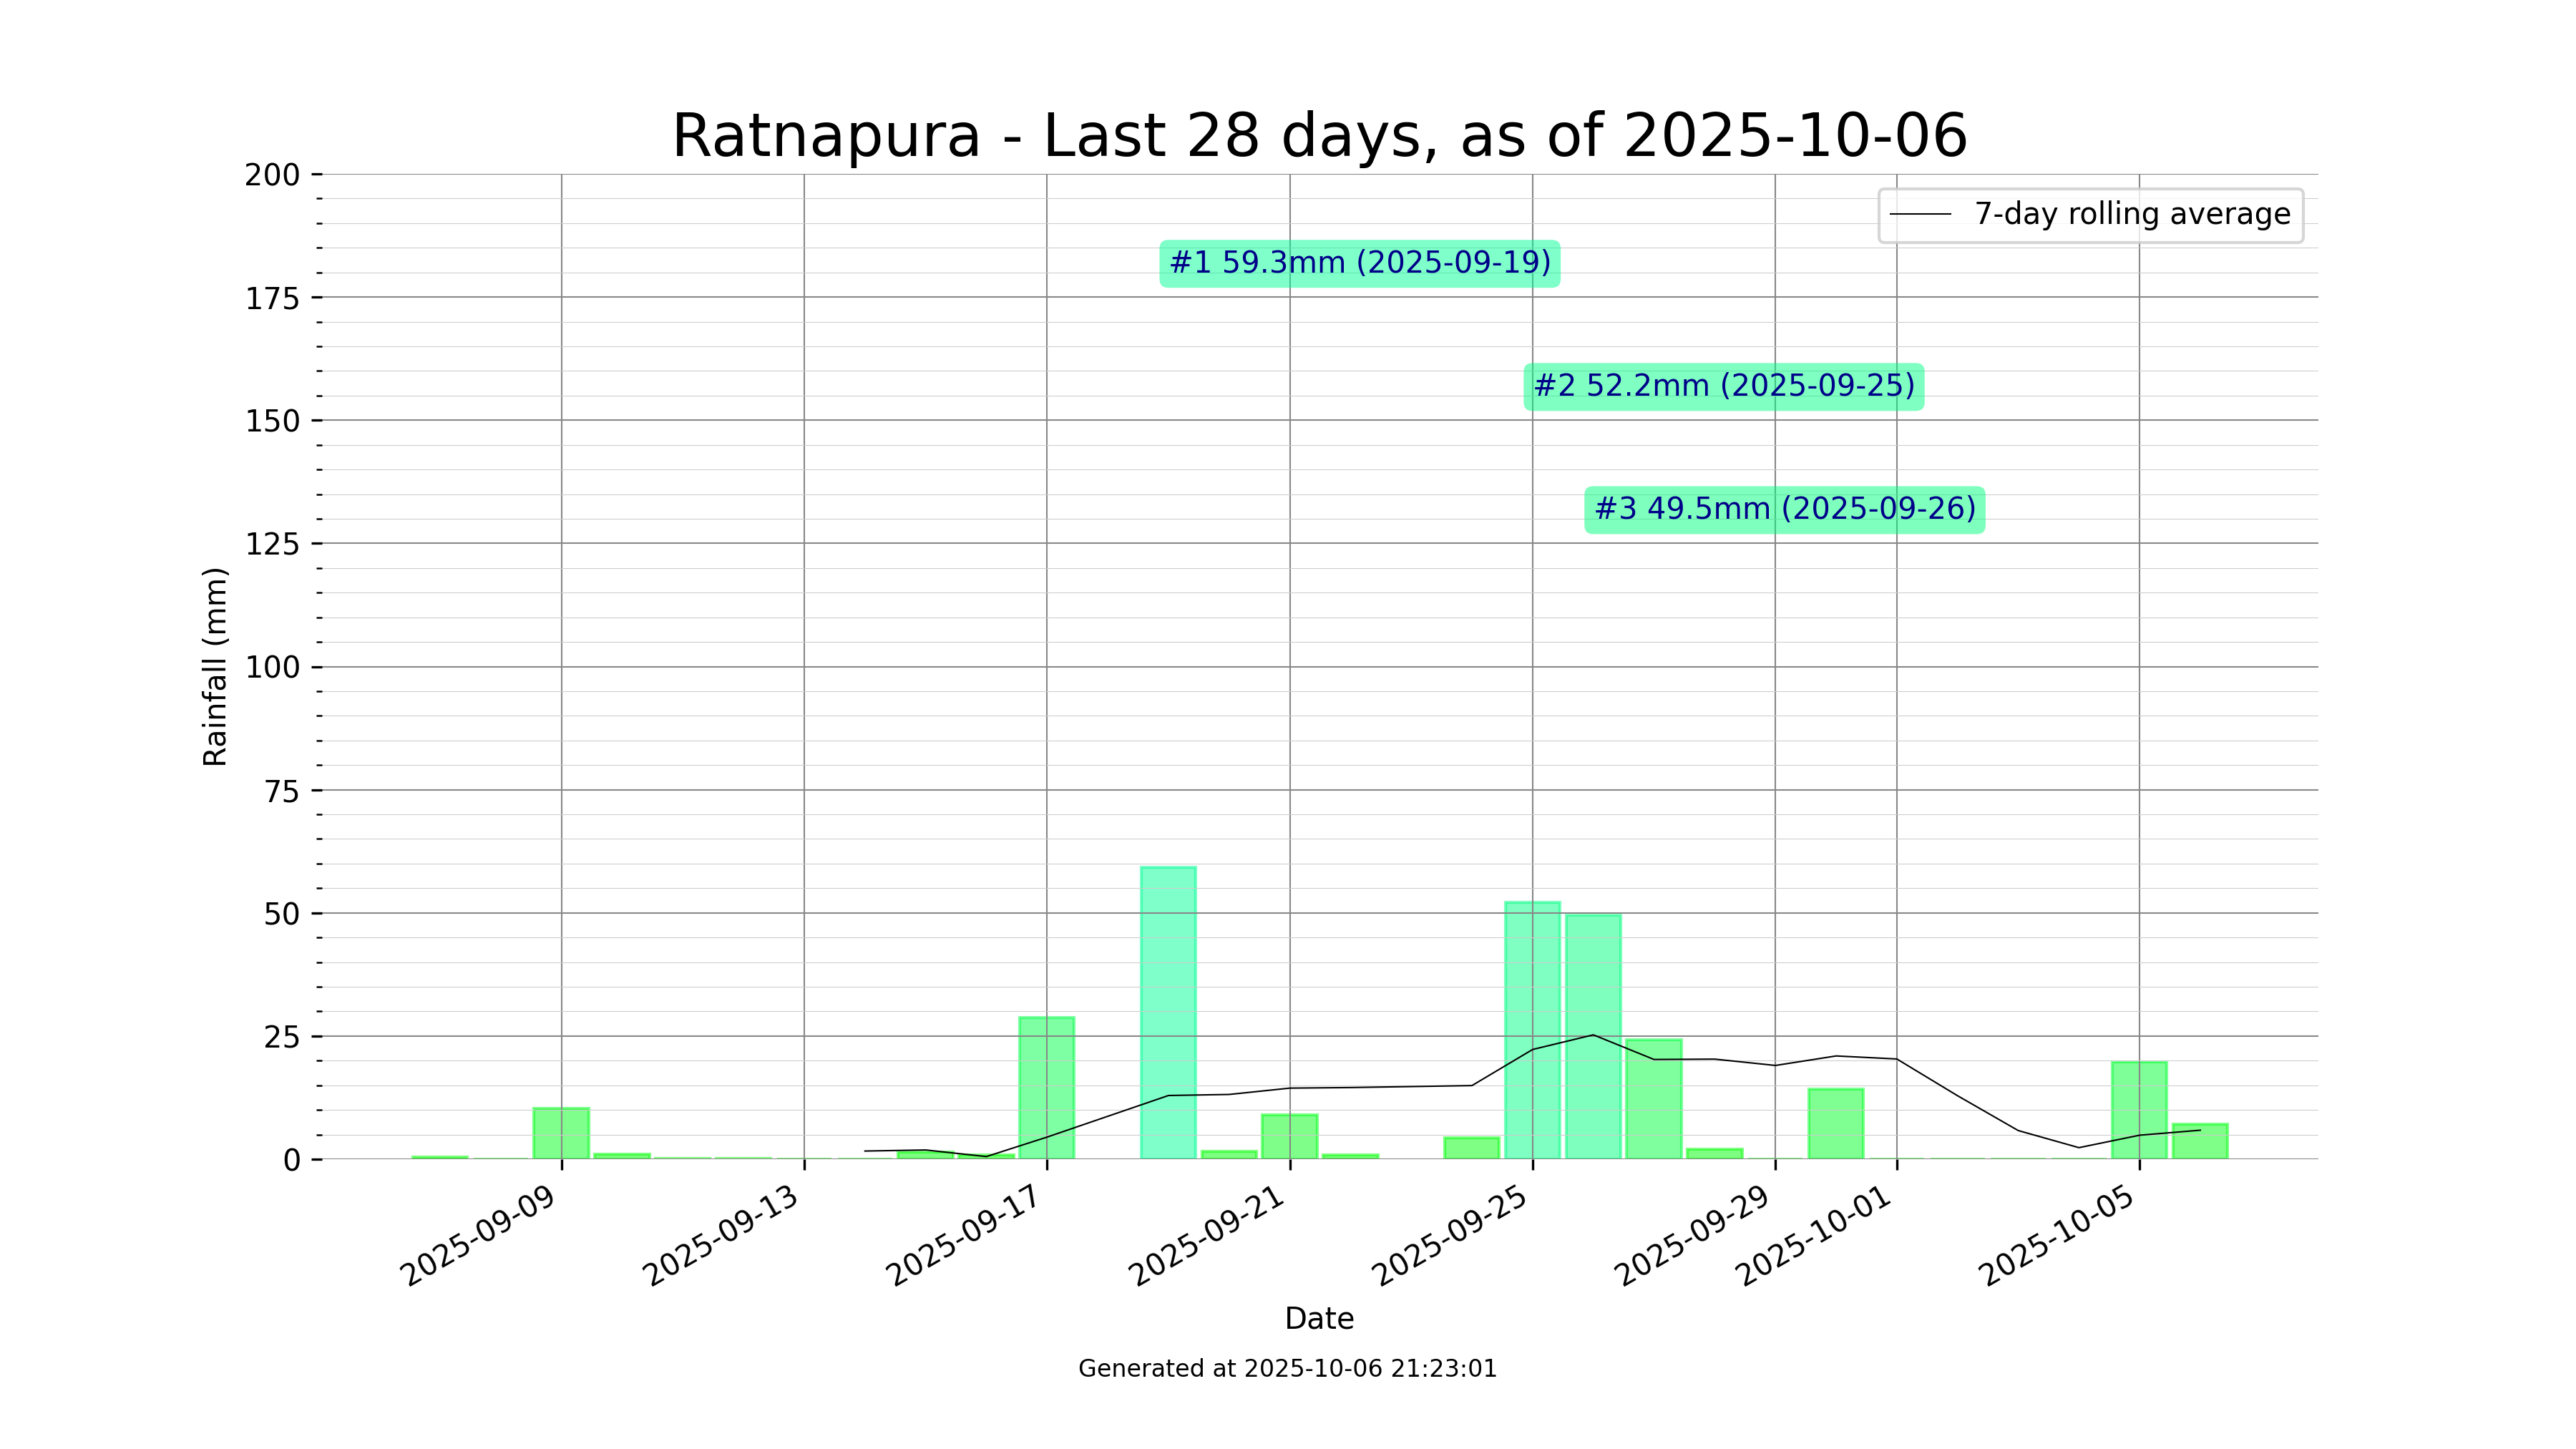 Ratnapura - Last 28 days, as of 2025-10-06
7-day rolling average
#1 59.3mm (2025-09-19)
#2 52.2mm (2025-09-25)
#3 49.5mm (2025-09-26)
Rainfall (mm)
200
175
150
125
100
75
50
25
0
2025-09-09
2025-09-13
2025-09-17
2025-09-21
2025-09-25
2025-09-29
2025-10-01
2025-10-05
Date
Generated at 2025-10-06 21:23:01